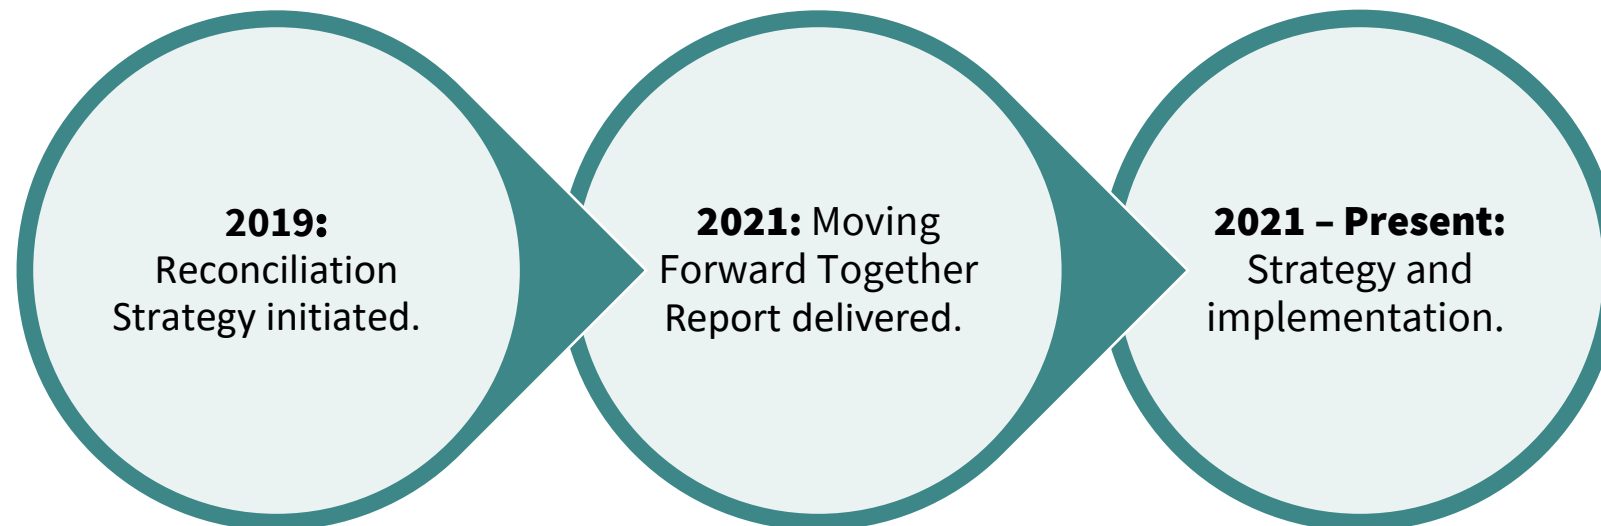 2019:
Reconciliation
Strategy initiated.
2021: Moving
Forward Together
Report delivered.
2021 – Present:
Strategy and
implementation.